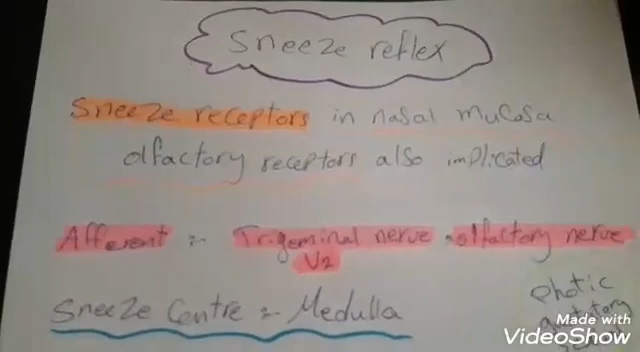 Sneeze reflex
Sneeze receptors in nasal mucosa
olfactory receptors also implicated
Afferent :- Trigeminal nerve, olfactory nerve
V2
Sneeze Centre :- Medulla
Photic
Made with
VideoShow